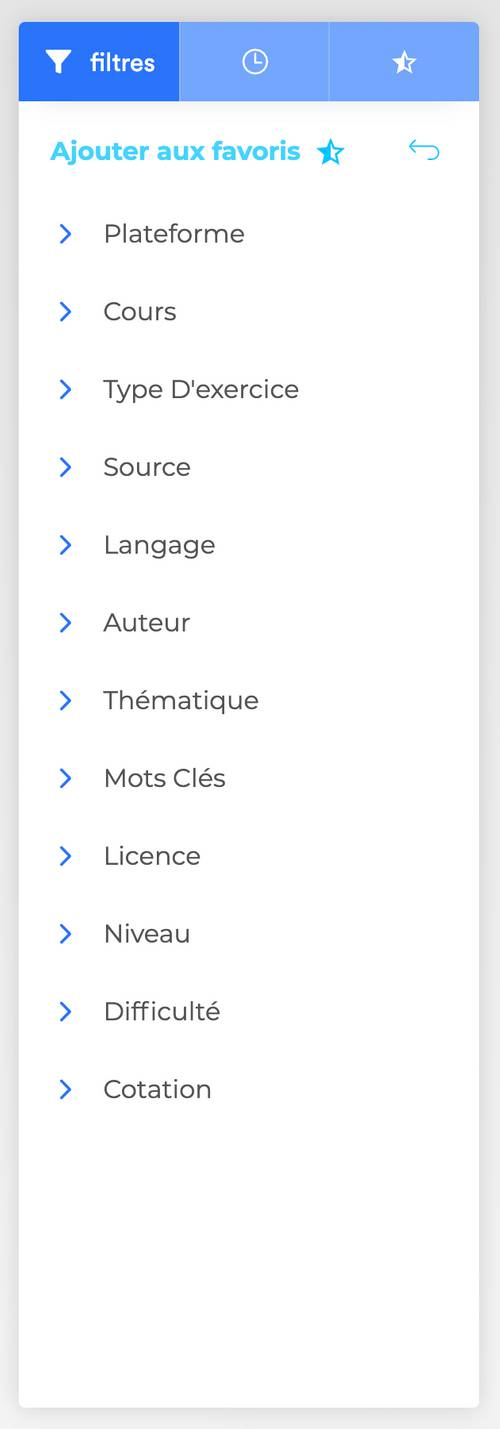 filtres
Ajouter aux favoris
Plateforme
Cours
Type D'exercice
Source
Langage
Auteur
Thématique
Mots Clés
Licence
Niveau
Difficulté
Cotation